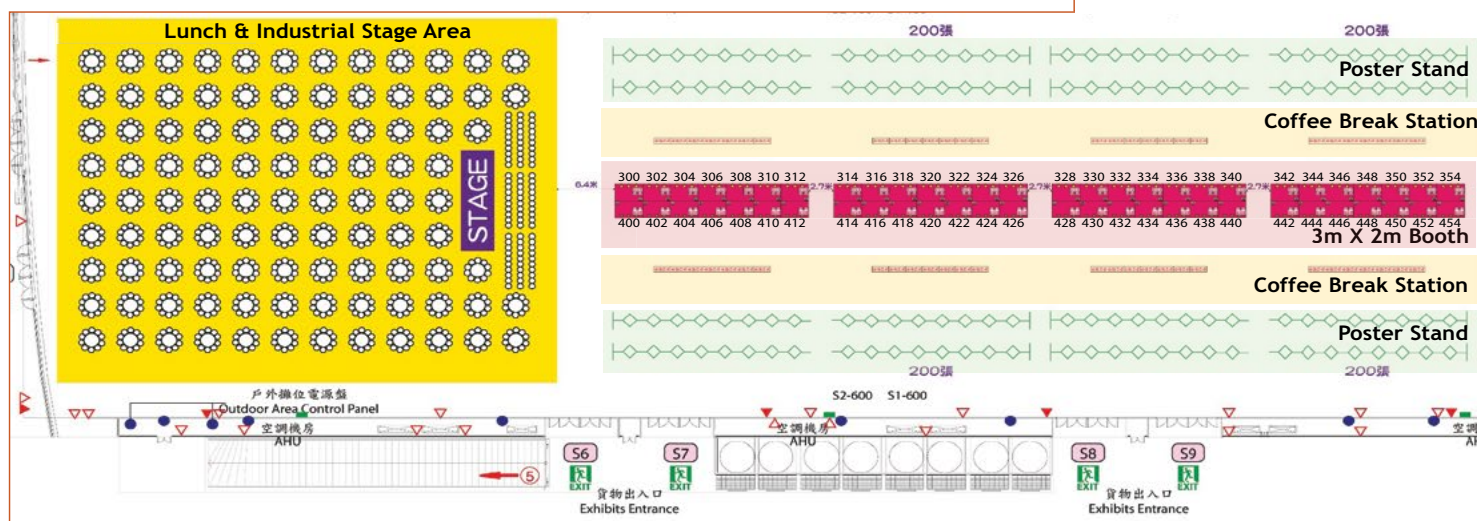 Lunch & Industrial Stage Area
STAGE
200張
200張
Poster Stand
Coffee Break Station
6.4米
300 302 304 306 308 310 312
2.7米
314 316 318 320 322 324 326
2.7米
328 330 332 334 336 338 340
2.7米
342 344 346 348 350 352 354
400 402 404 406 408 410 412
414 416 418 420 422 424 426
428 430 432 434 436 438 440
442 444 446 448 450 452 454
3m X 2m Booth
Coffee Break Station
Poster Stand
200張
200張
戶外攤位電源盤
Outdoor Area Control Panel
S2-600 S1-600
空調機房
AHU
空調機房
AHU
S6
EXIT
S7
EXIT
S8
EXIT
S9
EXIT
5
貨物出入口
Exhibits Entrance
貨物出入口
Exhibits Entrance